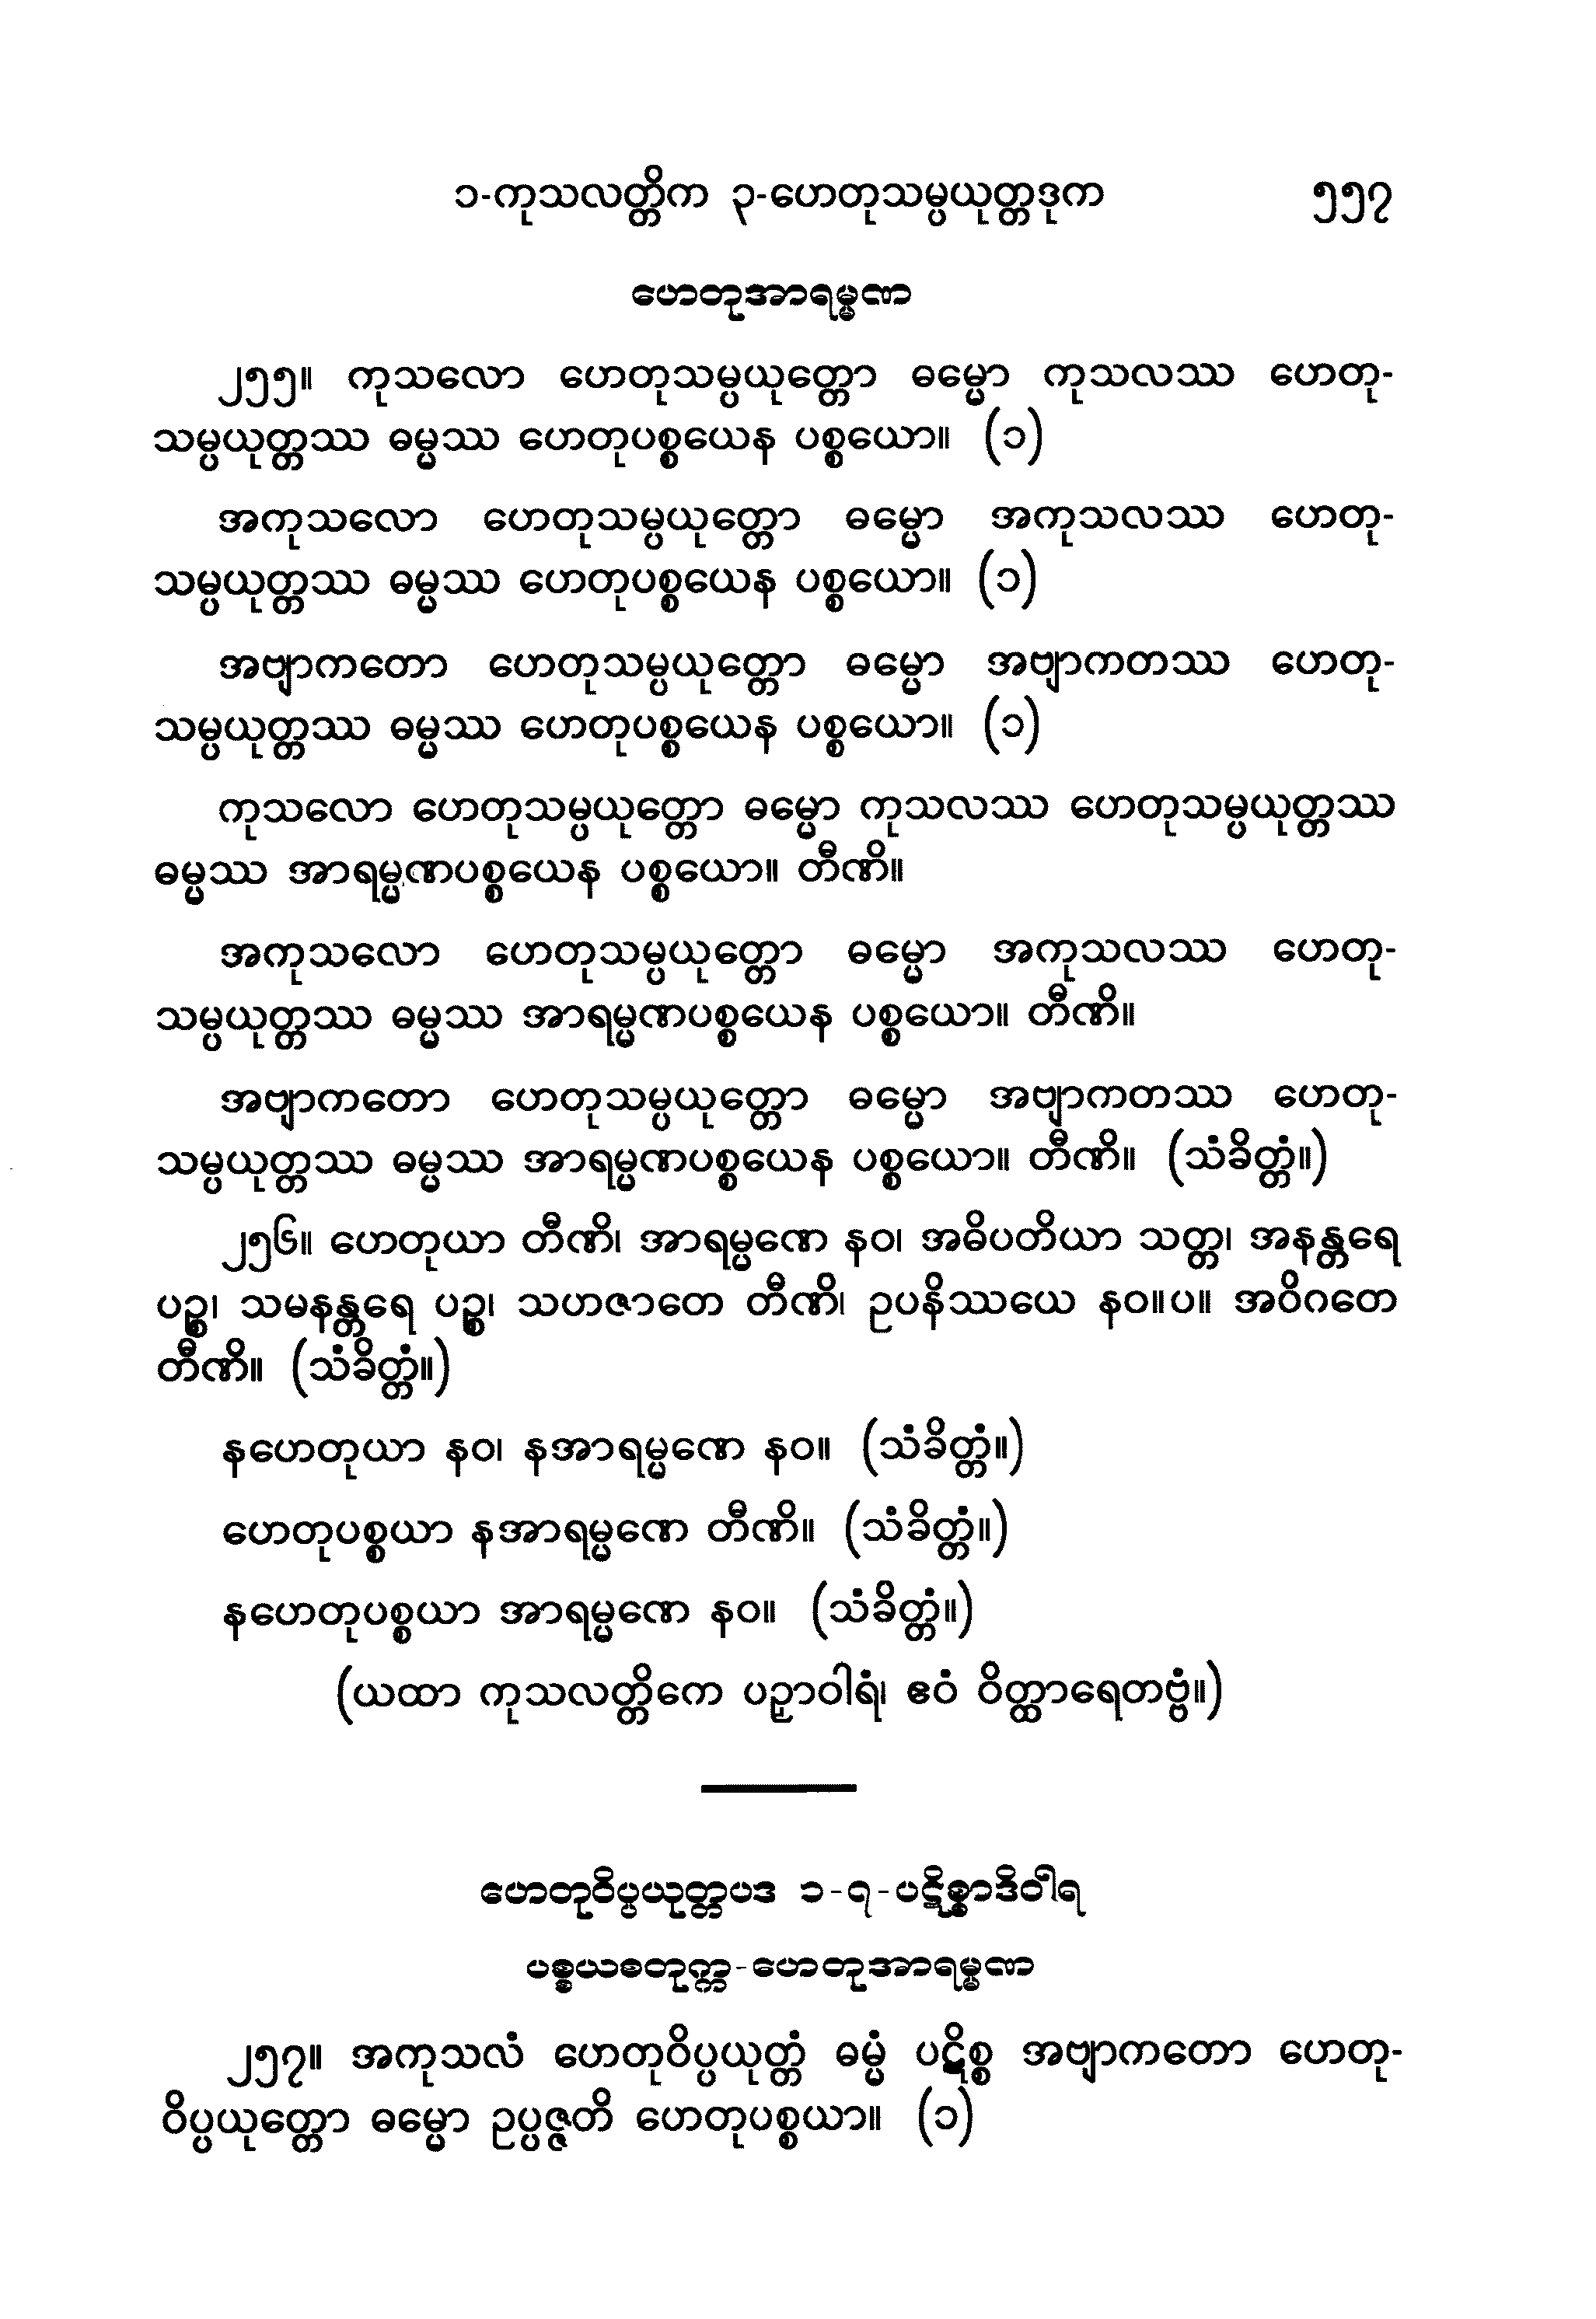 ၁-ကုသလတ္တိက ၃-ဟေတုသမ္ပယုတ္တဒုက ၅၅၇
ဟေတုအာရမ္မဏ
၂၅၅။ ကုသလော ဟေတုသမ္ပယုတ္တော ဓမ္မော ကုသလဿ ဟေတု-
သမ္ပယုတ္တဿ ဓမ္မဿ ဟေတုပစ္စယေန ပစ္စယော။ (၁)
အကုသလော ဟေတုသမ္ပယုတ္တော ဓမ္မော အကုသလဿ ဟေတု-
သမ္ပယုတ္တဿ ဓမ္မဿ ဟေတုပစ္စယေန ပစ္စယော။ (၁)
အဗျာကတော ဟေတုသမ္ပယုတ္တော ဓမ္မော အဗျာကတဿ ဟေတု-
သမ္ပယုတ္တဿ ဓမ္မဿ ဟေတုပစ္စယေန ပစ္စယော။ (၁)
ကုသလော ဟေတုသမ္ပယုတ္တော ဓမ္မော ကုသလဿ ဟေတုသမ္ပယုတ္တဿ
ဓမ္မဿ အာရမ္မဏပစ္စယေန ပစ္စယော။ တီဏိ။
အကုသလော ဟေတုသမ္ပယုတ္တော ဓမ္မော အကုသလဿ ဟေတု-
သမ္ပယုတ္တဿ ဓမ္မဿ အာရမ္မဏပစ္စယေန ပစ္စယော။ တီဏိ။
အဗျာကတော ဟေတုသမ္ပယုတ္တော ဓမ္မော အဗျာကတဿ ဟေတု-
သမ္ပယုတ္တဿ ဓမ္မဿ အာရမ္မဏပစ္စယေန ပစ္စယော။ တီဏိ။ (သံခိတ္တံ။)
၂၅၆။ ဟေတုယာ တီဏိ၊ အာရမ္မဏေ နဝ၊ အဓိပတိယာ သတ္တ၊ အနန္တရေ
ပဉ္စ၊ သမနန္တရေ ပဉ္စ၊ သဟဇာတေ တီဏိ၊ ဥပနိဿယေ နဝ။ပ။ အဝိဂတေ
တီဏိ။ (သံခိတ္တံ။)
နဟေတုယာ နဝ၊ နအာရမ္မဏေ နဝ။ (သံခိတ္တံ။)
ဟေတုပစ္စယာ နအာရမ္မဏေ တီဏိ။ (သံခိတ္တံ။)
နဟေတုပစ္စယာ အာရမ္မဏေ နဝ။ (သံခိတ္တံ။)
(ယထာ ကုသလတ္တိကေ ပဉှာဝါရံ၊ ဧဝံ ဝိတ္ထာရေတဗ္ဗံ။)
ဟေတုဝိပ္ပယုတ္တပဒ ၁-၇-ပဋိစ္စာဒိဝါရ
ပစ္စယစတုက္က-ဟေတုအာရမ္မဏ
၂၅၇။ အကုသလံ ဟေတုဝိပ္ပယုတ္တံ ဓမ္မံ ပဋိစ္စ အဗျာကတော ဟေတု-
ဝိပ္ပယုတ္တော ဓမ္မော ဥပ္ပဇ္ဇတိ ဟေတုပစ္စယာ။ (၁)